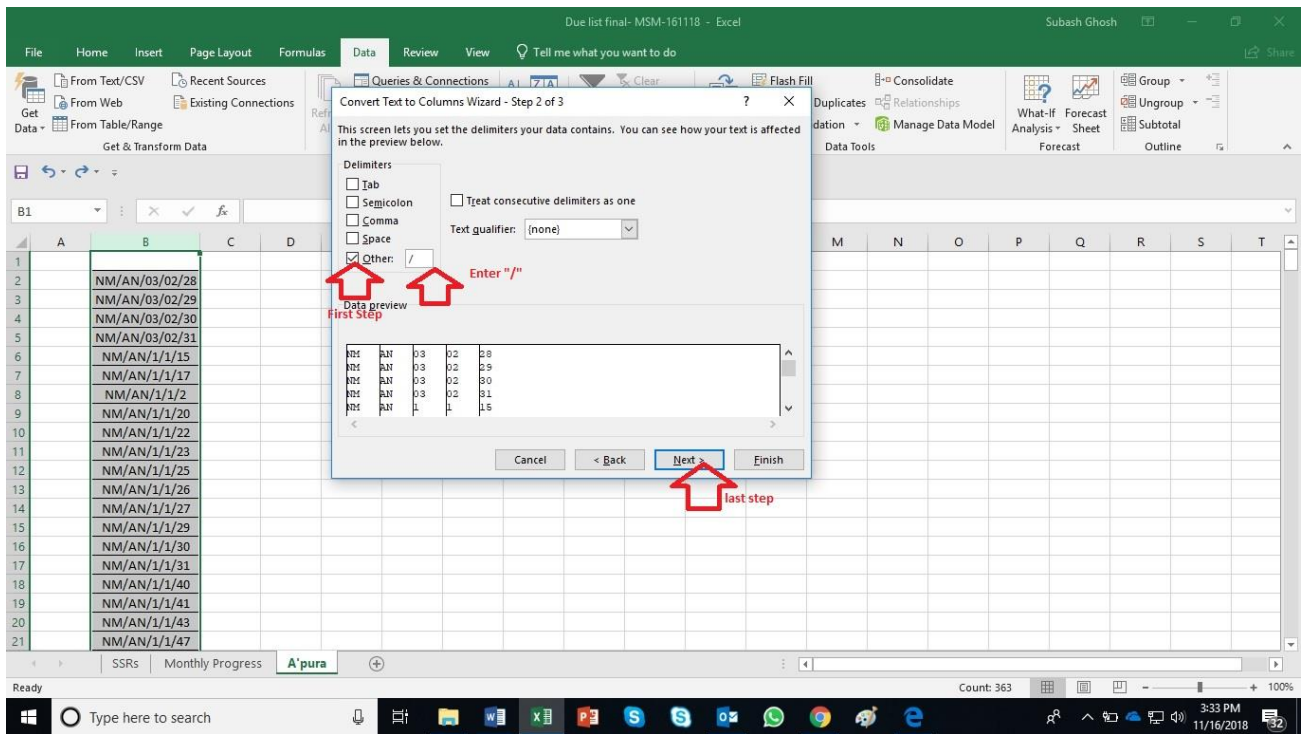 Due list final- MSM-161118 - Excel
Subash Ghosh
File Home Insert Page Layout Formulas Data Review View Tell me what you want to do Share
From Text/CSV Recent Sources Queries & Connections Clear Flash Fill Consolidate Group
From Web Existing Connections Duplicates Relationships Ungroup
Get Data From Table/Range dation Manage Data Model What-If Analysis Forecast Sheet Subtotal
Get & Transform Data Data Tools Forecast Outline
Convert Text to Columns Wizard - Step 2 of 3 ? ×
This screen lets you set the delimiters your data contains. You can see how your text is affected
in the preview below.
Delimiters
Tab
Semicolon
Comma
Space
Other: /
Treat consecutive delimiters as one
Text qualifier: {none}
Enter "/"
First Step
Data preview
NM AN 03 02 28
NM AN 03 02 29
NM AN 03 02 30
NM AN 03 02 31
NM AN 1 1 15
Cancel < Back Next > Finish
last step
B1 fx
A B C D M N O P Q R S T
1
2 NM/AN/03/02/28
3 NM/AN/03/02/29
4 NM/AN/03/02/30
5 NM/AN/03/02/31
6 NM/AN/1/1/15
7 NM/AN/1/1/17
8 NM/AN/1/1/2
9 NM/AN/1/1/20
10 NM/AN/1/1/22
11 NM/AN/1/1/23
12 NM/AN/1/1/25
13 NM/AN/1/1/26
14 NM/AN/1/1/27
15 NM/AN/1/1/29
16 NM/AN/1/1/30
17 NM/AN/1/1/31
18 NM/AN/1/1/40
19 NM/AN/1/1/41
20 NM/AN/1/1/43
21 NM/AN/1/1/47
SSRs Monthly Progress A'pura
Ready Count: 363 100%
Type here to search
3:33 PM
11/16/2018
32